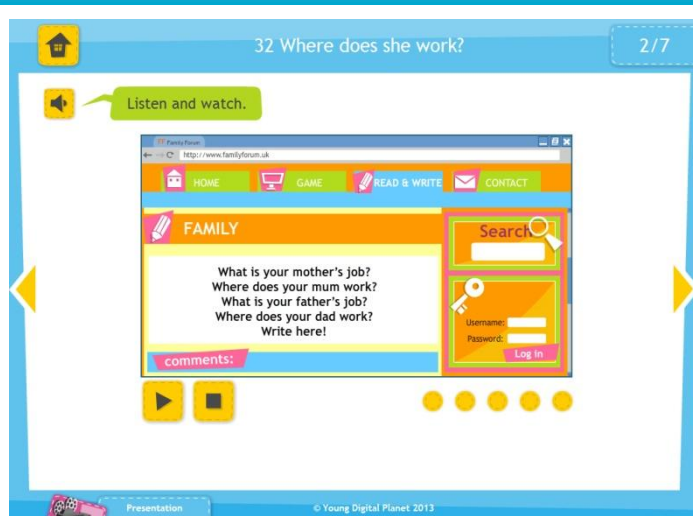 32 Where does she work?
2/7
Listen and watch.
Family Forum
http://www.familyforum.uk
HOME
GAME
READ & WRITE
CONTACT
FAMILY
Search
What is your mother's job?
Where does your mum work?
What is your father's job?
Where does your dad work?
Write here!
Username:
Password:
Log in
comments:
Presentation
© Young Digital Planet 2013